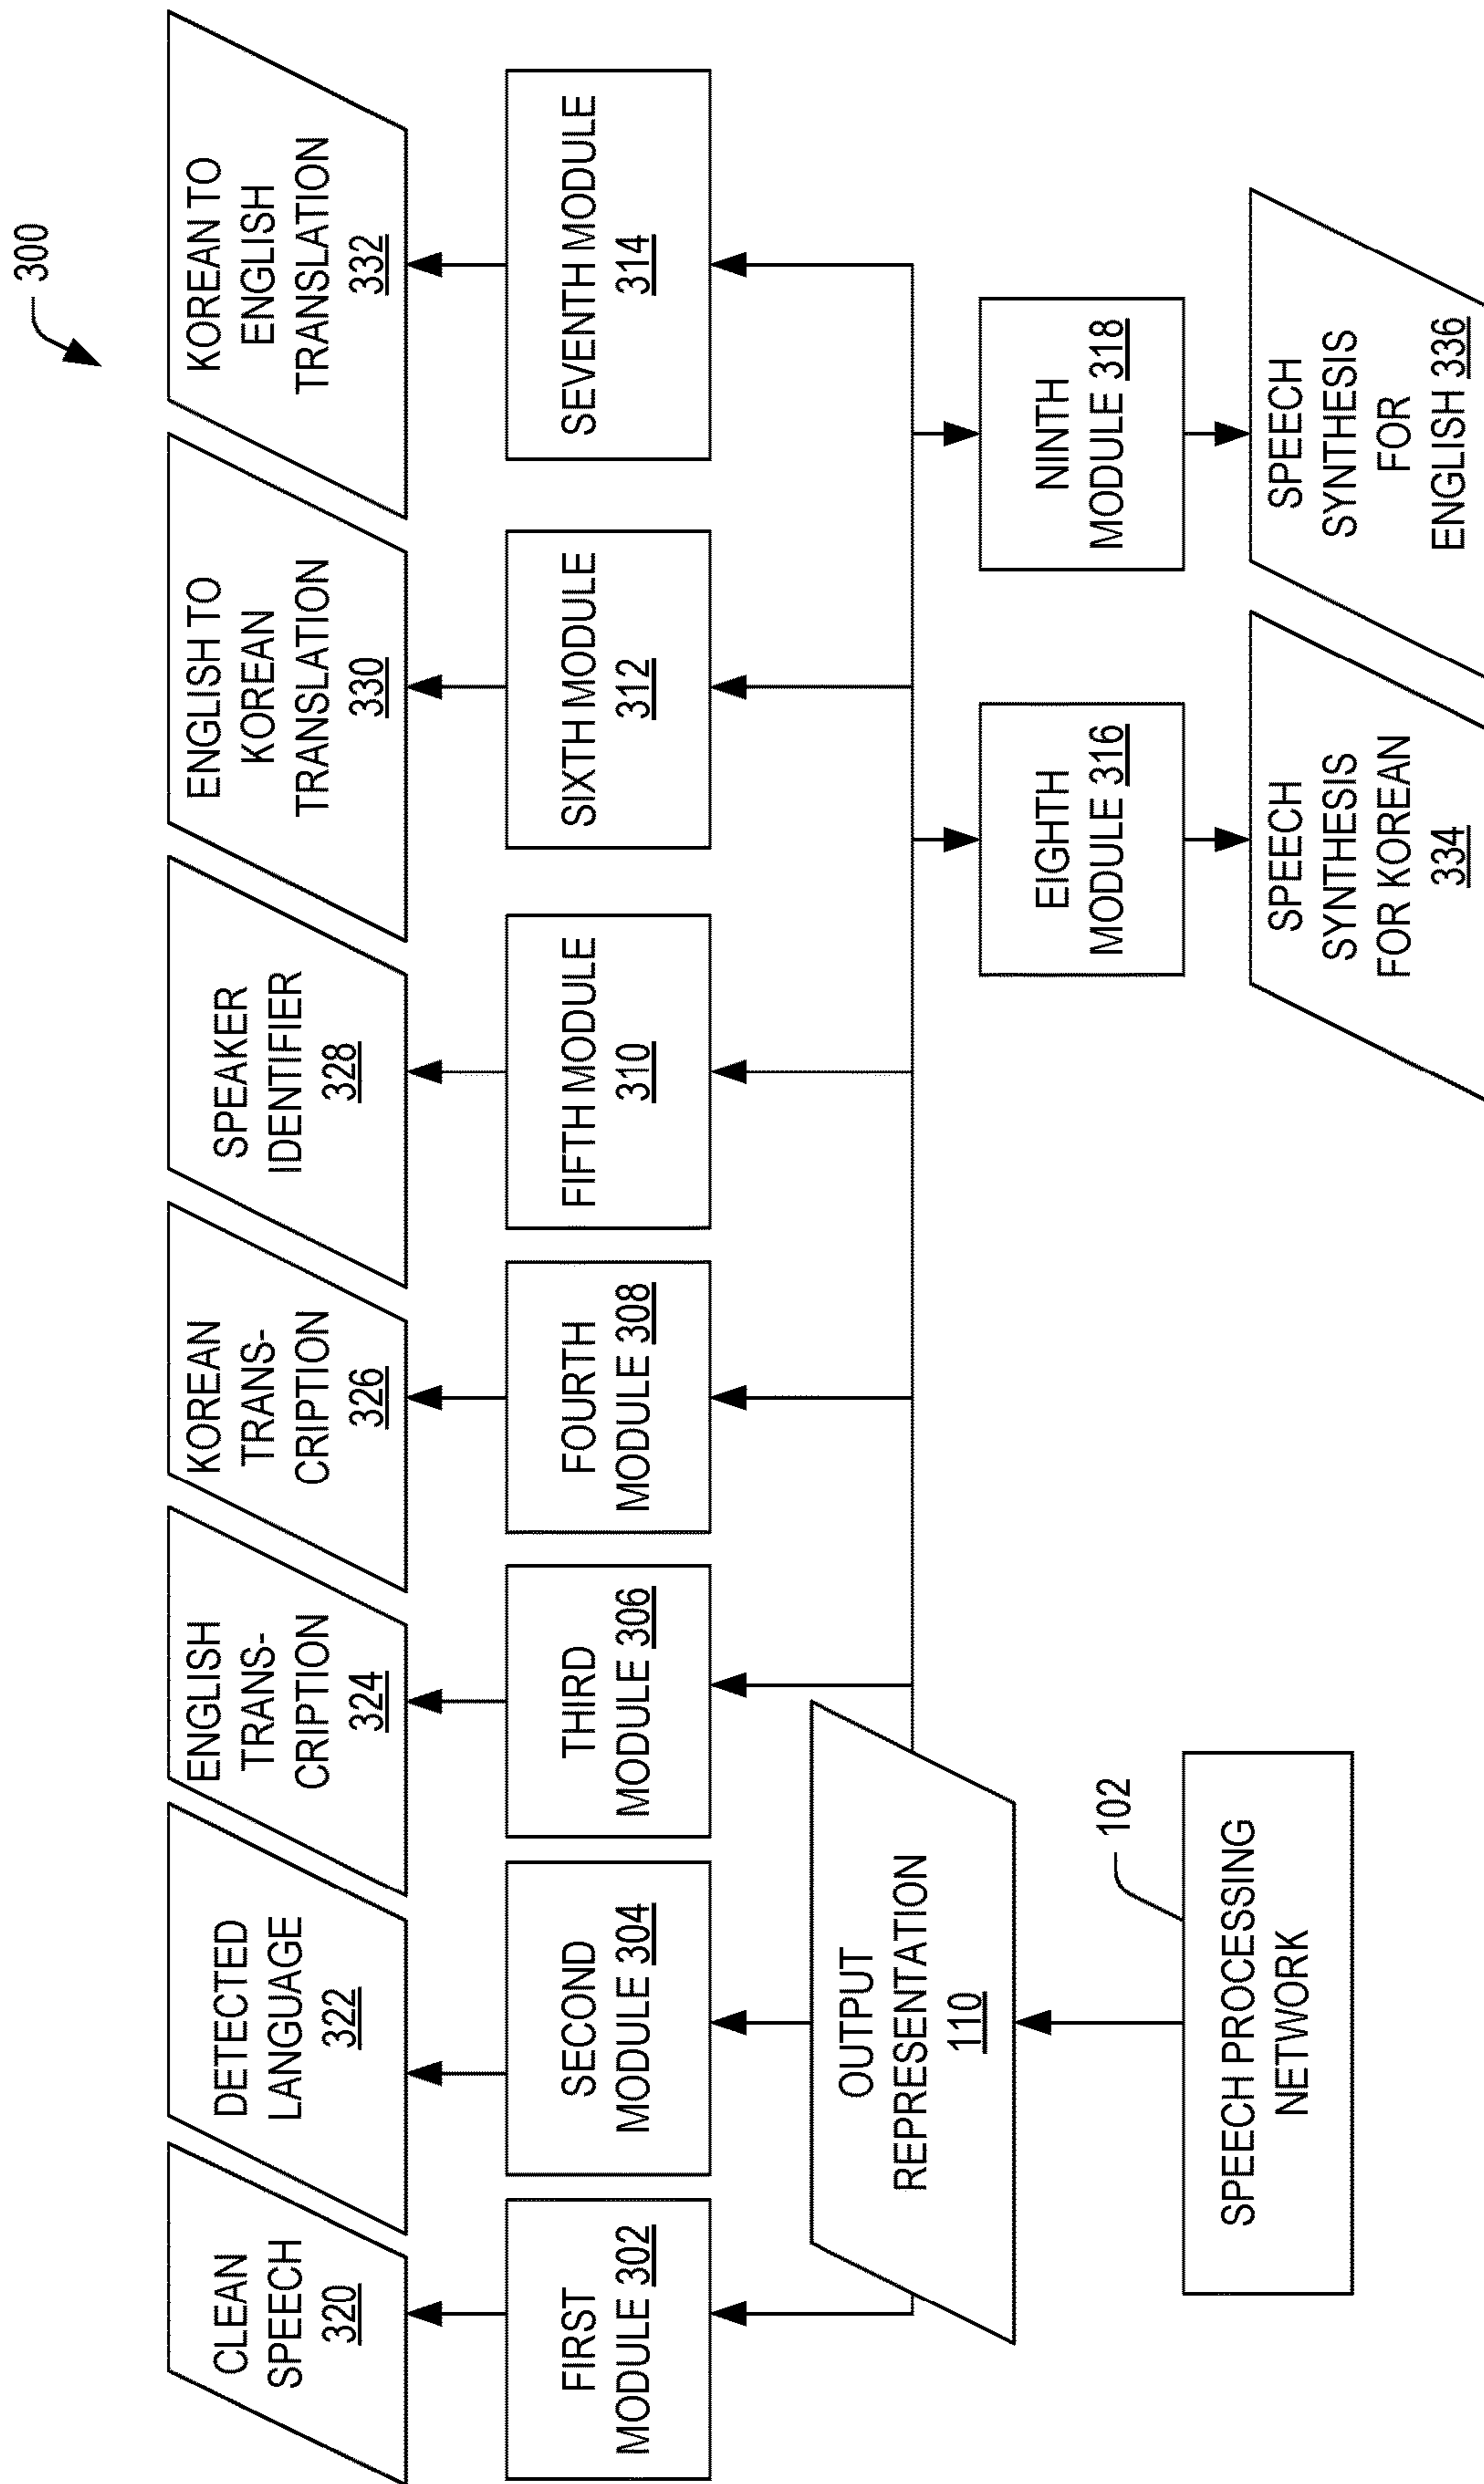 300
CLEAN
SPEECH
320
DETECTED
LANGUAGE
322
ENGLISH
TRANS-
CRIPTION
324
KOREAN
TRANS-
CRIPTION
326
SPEAKER
IDENTIFIER
328
ENGLISH TO
KOREAN
TRANSLATION
330
KOREAN TO
ENGLISH
TRANSLATION
332
FIRST
MODULE 302
SECOND
MODULE 304
THIRD
MODULE 306
FOURTH
MODULE 308
FIFTH MODULE
310
SIXTH MODULE
312
SEVENTH MODULE
314
OUTPUT
REPRESENTATION
110
EIGHTH
MODULE 316
NINTH
MODULE 318
102
SPEECH PROCESSING
NETWORK
SPEECH
SYNTHESIS
FOR KOREAN
334
SPEECH
SYNTHESIS
FOR
ENGLISH 336